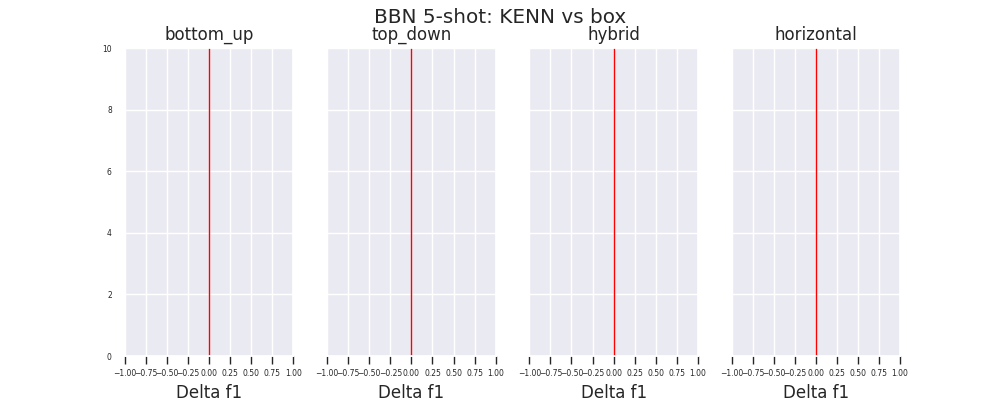 BBN 5-shot: KENN vs box
bottom_up top_down hybrid horizontal
10
8
6
4
2
0
−1.00 −0.75 −0.50 −0.25 0.00 0.25 0.50 0.75 1.00 −1.00 −0.75 −0.50 −0.25 0.00 0.25 0.50 0.75 1.00 −1.00 −0.75 −0.50 −0.25 0.00 0.25 0.50 0.75 1.00 −1.00 −0.75 −0.50 −0.25 0.00 0.25 0.50 0.75 1.00
Delta f1 Delta f1 Delta f1 Delta f1